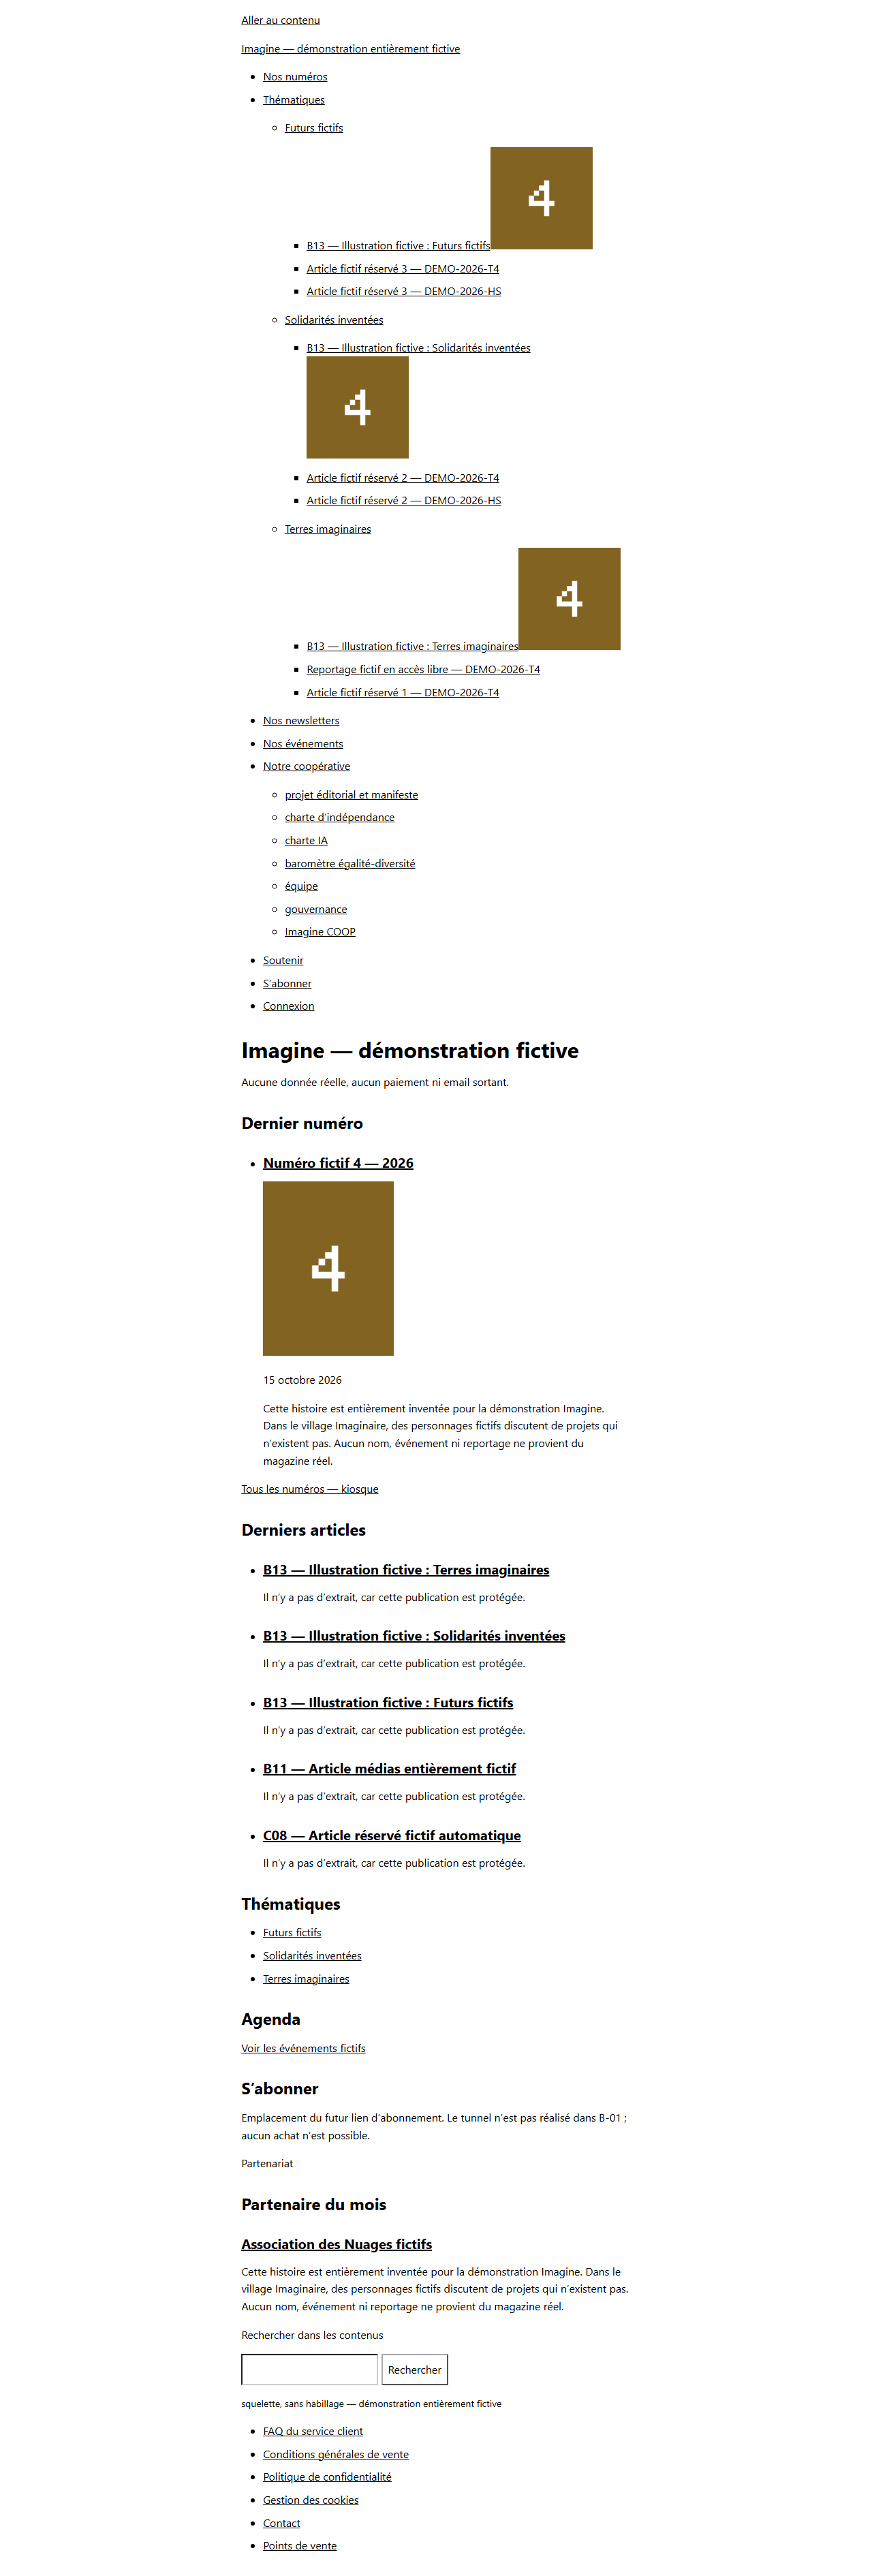 Aller au contenu
Imagine — démonstration entièrement fictive
Nos numéros
Thématiques
Futurs fictifs
4
B13 — Illustration fictive : Futurs fictifs
Article fictif réservé 3 — DEMO-2026-T4
Article fictif réservé 3 — DEMO-2026-HS
Solidarités inventées
B13 — Illustration fictive : Solidarités inventées
4
Article fictif réservé 2 — DEMO-2026-T4
Article fictif réservé 2 — DEMO-2026-HS
Terres imaginaires
4
B13 — Illustration fictive : Terres imaginaires
Reportage fictif en accès libre — DEMO-2026-T4
Article fictif réservé 1 — DEMO-2026-T4
Nos newsletters
Nos événements
Notre coopérative
projet éditorial et manifeste
charte d’indépendance
charte IA
baromètre égalité-diversité
équipe
gouvernance
Imagine COOP
Soutenir
S’abonner
Connexion
Imagine — démonstration fictive
Aucune donnée réelle, aucun paiement ni email sortant.
Dernier numéro
Numéro fictif 4 — 2026
4
15 octobre 2026
Cette histoire est entièrement inventée pour la démonstration Imagine.
Dans le village Imaginaire, des personnages fictifs discutent de projets qui
n’existent pas. Aucun nom, événement ni reportage ne provient du
magazine réel.
Tous les numéros — kiosque
Derniers articles
B13 — Illustration fictive : Terres imaginaires
Il n’y a pas d’extrait, car cette publication est protégée.
B13 — Illustration fictive : Solidarités inventées
Il n’y a pas d’extrait, car cette publication est protégée.
B13 — Illustration fictive : Futurs fictifs
Il n’y a pas d’extrait, car cette publication est protégée.
B11 — Article médias entièrement fictif
Il n’y a pas d’extrait, car cette publication est protégée.
C08 — Article réservé fictif automatique
Il n’y a pas d’extrait, car cette publication est protégée.
Thématiques
Futurs fictifs
Solidarités inventées
Terres imaginaires
Agenda
Voir les événements fictifs
S’abonner
Emplacement du futur lien d’abonnement. Le tunnel n’est pas réalisé dans B-01 ;
aucun achat n’est possible.
Partenariat
Partenaire du mois
Association des Nuages fictifs
Cette histoire est entièrement inventée pour la démonstration Imagine. Dans le
village Imaginaire, des personnages fictifs discutent de projets qui n’existent pas.
Aucun nom, événement ni reportage ne provient du magazine réel.
Rechercher dans les contenus
Rechercher
squelette, sans habillage — démonstration entièrement fictive
FAQ du service client
Conditions générales de vente
Politique de confidentialité
Gestion des cookies
Contact
Points de vente